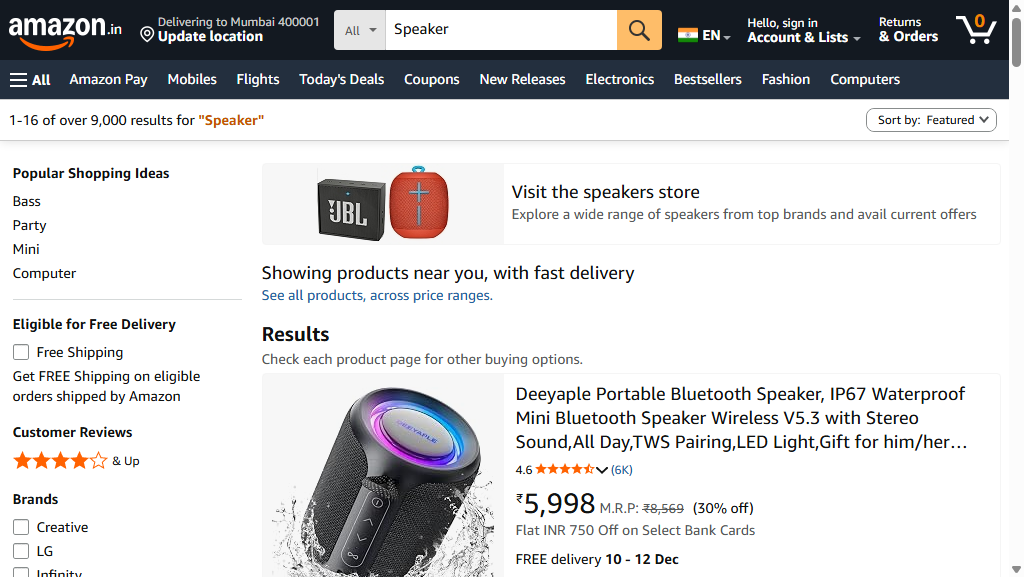 amazon.in
Delivering to Mumbai 400001
Update location
All
Speaker
EN
Hello, sign in
Account & Lists
Returns
& Orders
0
All
Amazon Pay
Mobiles
Flights
Today's Deals
Coupons
New Releases
Electronics
Bestsellers
Fashion
Computers
1-16 of over 9,000 results for "Speaker"
Sort by: Featured
Popular Shopping Ideas
Bass
Party
Mini
Computer
Eligible for Free Delivery
Free Shipping
Get FREE Shipping on eligible
orders shipped by Amazon
Customer Reviews
& Up
Brands
Creative
LG
Infinity
JBL
Visit the speakers store
Explore a wide range of speakers from top brands and avail current offers
Showing products near you, with fast delivery
See all products, across price ranges.
Results
Check each product page for other buying options.
DEEYAPLE
Deeyaple Portable Bluetooth Speaker, IP67 Waterproof
Mini Bluetooth Speaker Wireless V5.3 with Stereo
Sound,All Day,TWS Pairing,LED Light,Gift for him/her…
4.6 (6K)
₹5,998 M.R.P: ₹8,569 (30% off)
Flat INR 750 Off on Select Bank Cards
FREE delivery 10 - 12 Dec